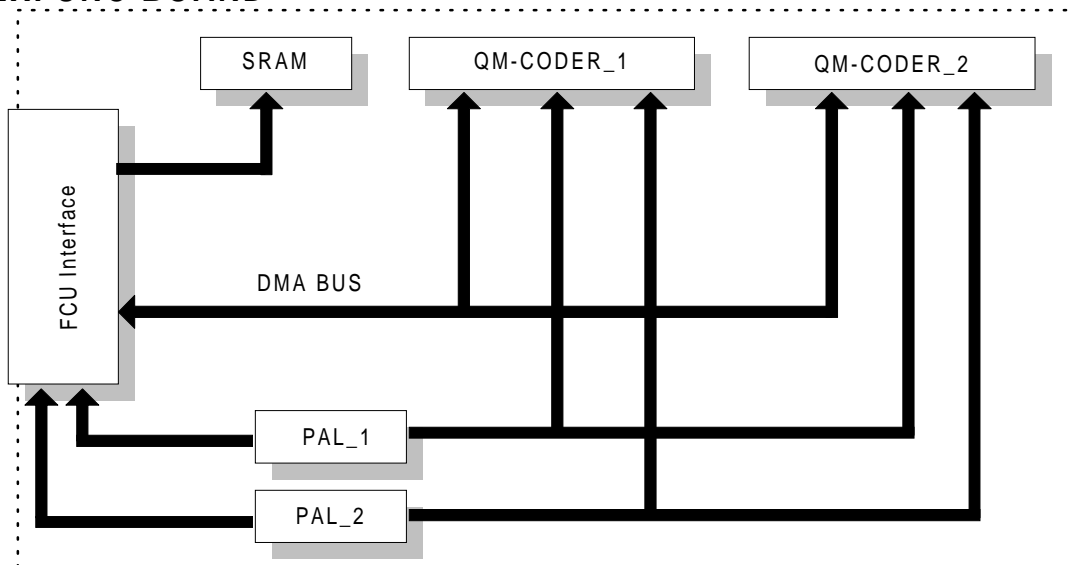 SRAM
QM-CODER_1
QM-CODER_2
FCU Interface
DMA BUS
PAL_1
PAL_2